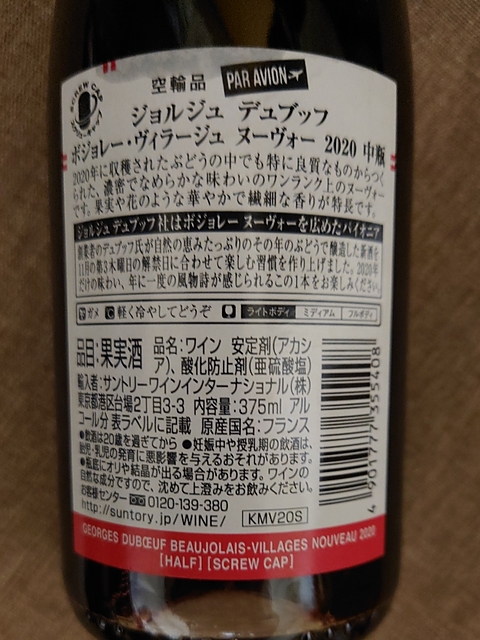 SCREW CAP
空輸品 PAR AVION
ジョルジュ デュブッフ
ボジョレー・ヴィラージュ ヌーヴォー 2020 中瓶
2020年に収穫されたぶどうの中でも特に良質なものからつく
られた、濃密でなめらかな味わいのワンランク上のヌーヴォー
です。果実や花のような華やかで繊細な香りが特長です。
ジョルジュ デュブッフ社はボジョレー ヌーヴォーを広めたパイオニア
創業者のデュブッフ氏が自然の恵みたっぷりのその年のぶどうで醸造した新酒を
11月の第3木曜日の解禁日に合わせて楽しむ習慣を作り上げました。2020年
だけの味わい、年に一度の風物詩が感じられるこの1本をお楽しみください。
ガメ 軽く冷やしてどうぞ ライトボディ ミディアム フルボディ
品目:果実酒 品名:ワイン 安定剤(アカシ
ア)、酸化防止剤(亜硫酸塩)
輸入者:サントリーワインインターナショナル(株)
東京都港区台場2丁目3-3 内容量:375ml アル
コール分 表ラベルに記載 原産国名:フランス
●飲酒は20歳を過ぎてから ●妊娠中や授乳期の飲酒は、
胎児・乳児の発育に悪影響を与えるおそれがあります。
●瓶底にオリや結晶が出る場合があります。ワインの
自然な成分ですので、沈めて上澄みをお飲みください。
お客様センター 0120-139-380
http://suntory.jp/WINE/ KMV20S
4 901777 355408
GEORGES DUBŒUF BEAUJOLAIS-VILLAGES NOUVEAU 2020
[HALF] [SCREW CAP]